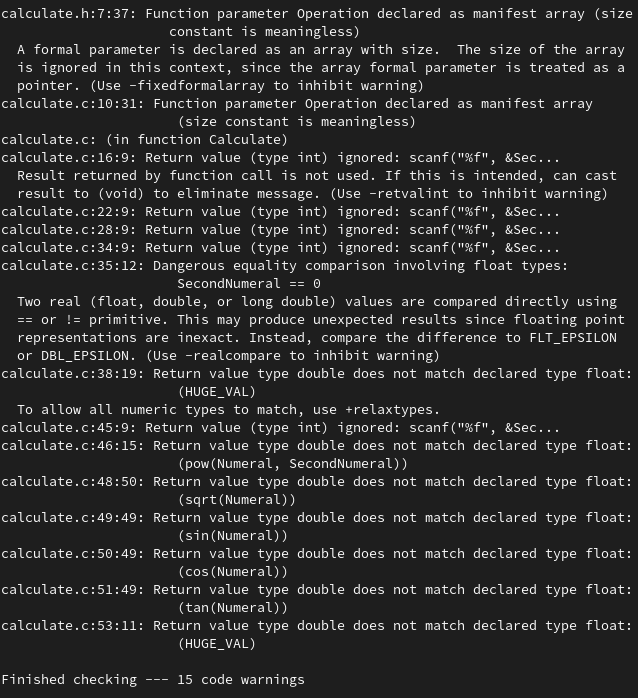 calculate.h:7:37: Function parameter Operation declared as manifest array (size
constant is meaningless)
A formal parameter is declared as an array with size.  The size of the array
is ignored in this context, since the array formal parameter is treated as a
pointer. (Use -fixedformalarray to inhibit warning)
calculate.c:10:31: Function parameter Operation declared as manifest array
(size constant is meaningless)
calculate.c: (in function Calculate)
calculate.c:16:9: Return value (type int) ignored: scanf("%f", &Sec...
Result returned by function call is not used. If this is intended, can cast
result to (void) to eliminate message. (Use -retvalint to inhibit warning)
calculate.c:22:9: Return value (type int) ignored: scanf("%f", &Sec...
calculate.c:28:9: Return value (type int) ignored: scanf("%f", &Sec...
calculate.c:34:9: Return value (type int) ignored: scanf("%f", &Sec...
calculate.c:35:12: Dangerous equality comparison involving float types:
SecondNumeral == 0
Two real (float, double, or long double) values are compared directly using
== or != primitive. This may produce unexpected results since floating point
representations are inexact. Instead, compare the difference to FLT_EPSILON
or DBL_EPSILON. (Use -realcompare to inhibit warning)
calculate.c:38:19: Return value type double does not match declared type float:
(HUGE_VAL)
To allow all numeric types to match, use +relaxtypes.
calculate.c:45:9: Return value (type int) ignored: scanf("%f", &Sec...
calculate.c:46:15: Return value type double does not match declared type float:
(pow(Numeral, SecondNumeral))
calculate.c:48:50: Return value type double does not match declared type float:
(sqrt(Numeral))
calculate.c:49:49: Return value type double does not match declared type float:
(sin(Numeral))
calculate.c:50:49: Return value type double does not match declared type float:
(cos(Numeral))
calculate.c:51:49: Return value type double does not match declared type float:
(tan(Numeral))
calculate.c:53:11: Return value type double does not match declared type float:
(HUGE_VAL)
Finished checking --- 15 code warnings